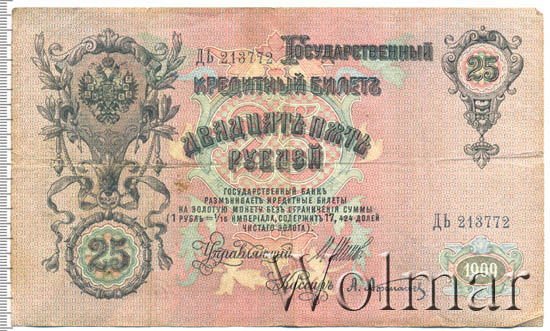 ДЬ 213772
Государственный
25
Кредитный Билетъ
Двадцать пять
рублей
Государственный Банкъ
размѣниваетъ кредитные билеты
на золотую монету безъ ограниченія суммы
(1 рубль = 1/15 имперіала, содержитъ 17,424 долей
чистаго золота).
ДЬ 213772
25
Управляющій
И. Шипов
1909
Кассиръ
А. Афанасьев
Wolmar